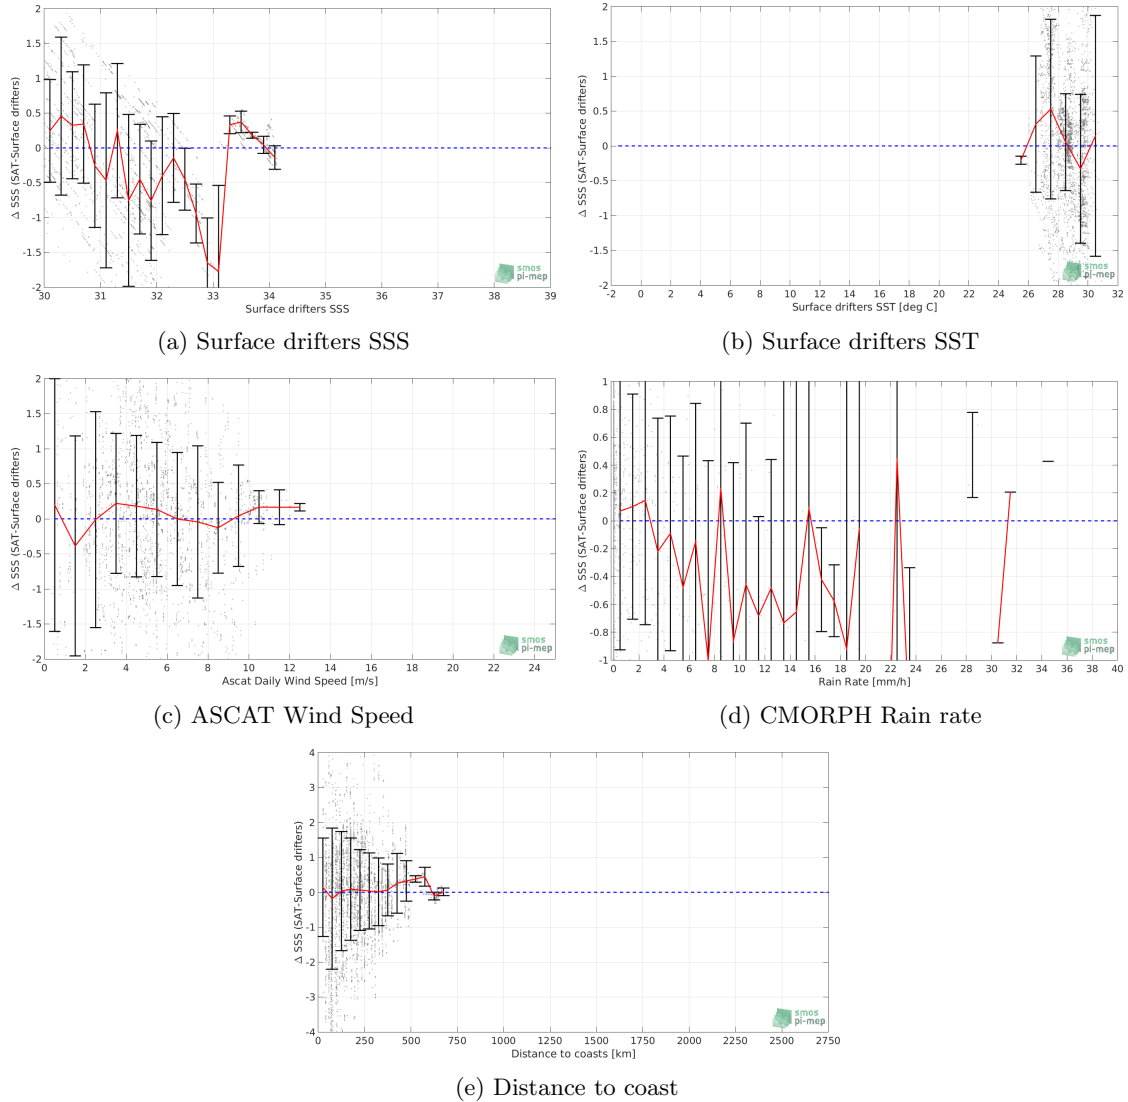 2
1.5
1
0.5
0
-0.5
-1
-1.5
-2
Δ SSS (SAT-Surface drifters)
30 31 32 33 34 35 36 37 38 39
Surface drifters SSS
smos
pi-mep
(a) Surface drifters SSS
2
1.5
1
0.5
0
-0.5
-1
-1.5
-2
Δ SSS (SAT-Surface drifters)
-2 0 2 4 6 8 10 12 14 16 18 20 22 24 26 28 30 32
Surface drifters SST [deg C]
smos
pi-mep
(b) Surface drifters SST
2
1.5
1
0.5
0
-0.5
-1
-1.5
-2
Δ SSS (SAT-Surface drifters)
0 2 4 6 8 10 12 14 16 18 20 22 24
Ascat Daily Wind Speed [m/s]
smos
pi-mep
(c) ASCAT Wind Speed
1
0.8
0.6
0.4
0.2
0
-0.2
-0.4
-0.6
-0.8
-1
Δ SSS (SAT-Surface drifters)
0 2 4 6 8 10 12 14 16 18 20 22 24 26 28 30 32 34 36 38 40
Rain Rate [mm/h]
smos
pi-mep
(d) CMORPH Rain rate
4
3
2
1
0
-1
-2
-3
-4
Δ SSS (SAT-Surface drifters)
0 250 500 750 1000 1250 1500 1750 2000 2250 2500 2750
Distance to coasts [km]
smos
pi-mep
(e) Distance to coast